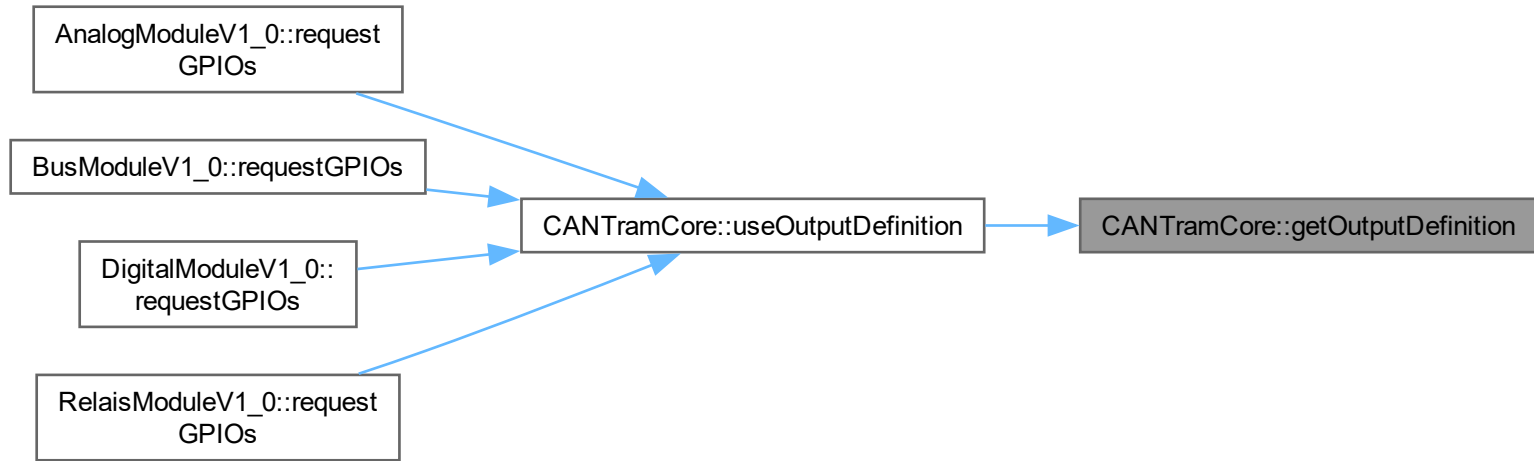 AnalogModuleV1_0::request
GPIOs
BusModuleV1_0::requestGPIOs
DigitalModuleV1_0::
requestGPIOs
RelaisModuleV1_0::request
GPIOs
CANTramCore::useOutputDefinition
CANTramCore::getOutputDefinition